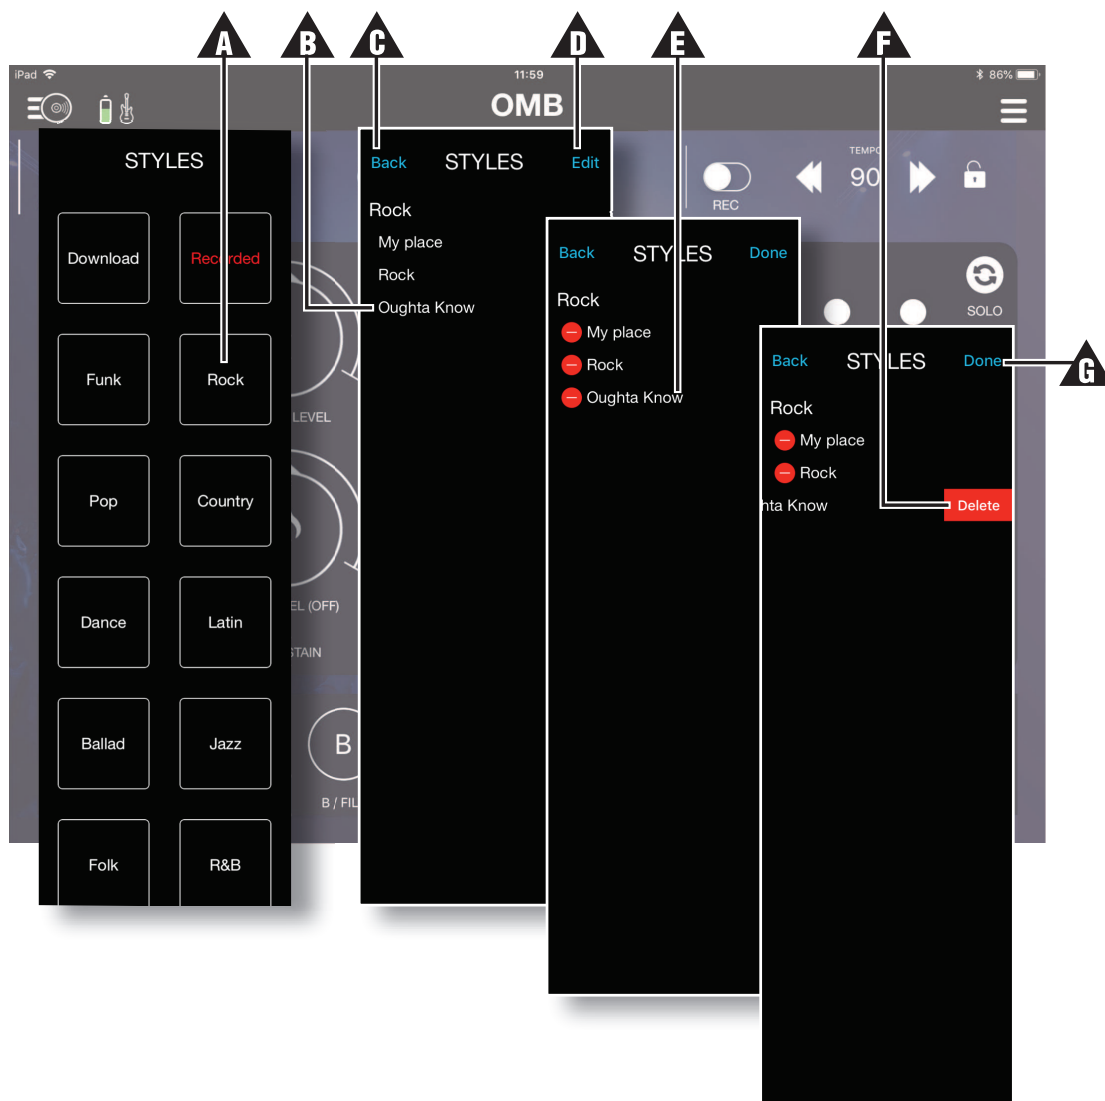 A B C D E F
iPad 11:59 86%
OMB
STYLES
Download Recorded
Funk Rock
Pop Country
Dance Latin
Ballad Jazz
Folk R&B
Back STYLES Edit
Rock
My place
Rock
Oughta Know
Back STYLES Done
Rock
My place
Rock
Oughta Know
Back STYLES Done
Rock
My place
Rock
hta Know Delete
G
REC
TEMPO
90
SOLO
LEVEL
EL (OFF)
STAIN
B
B / FIL